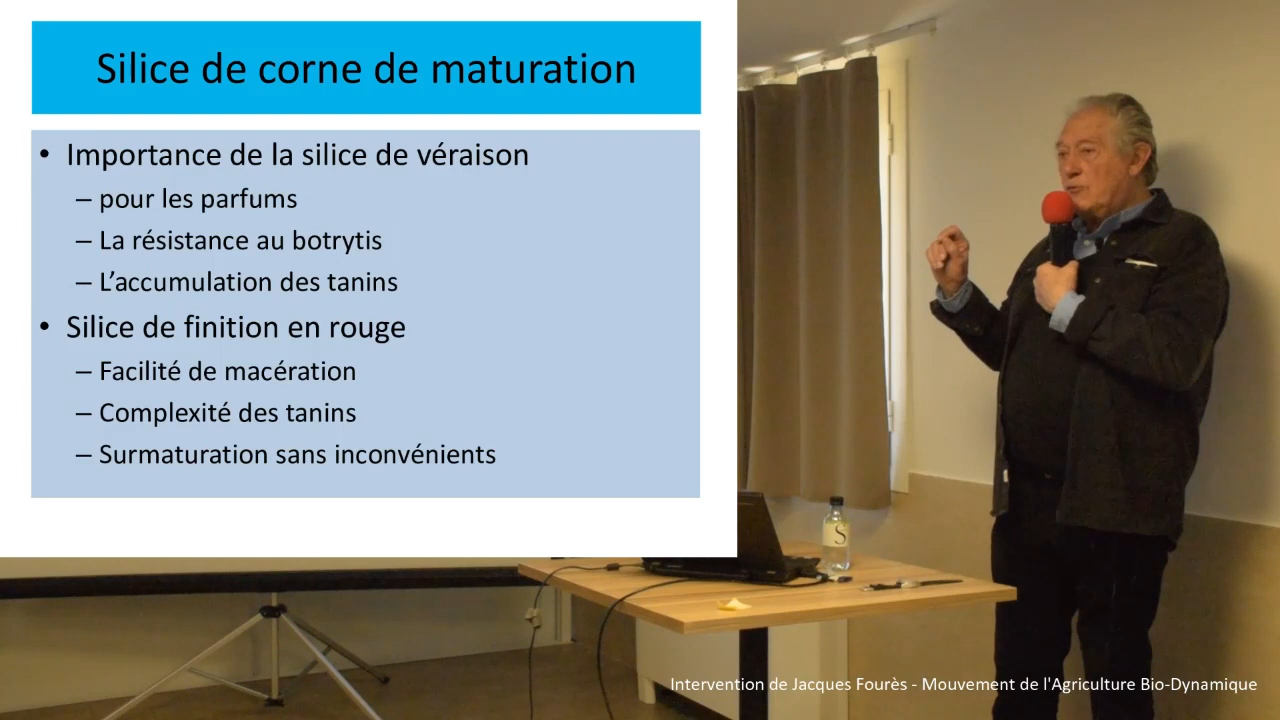 Silice de corne de maturation
• Importance de la silice de véraison
– pour les parfums
– La résistance au botrytis
– L’accumulation des tanins
• Silice de finition en rouge
– Facilité de macération
– Complexité des tanins
– Surmaturation sans inconvénients
S
Intervention de Jacques Fourès - Mouvement de l'Agriculture Bio-Dynamique